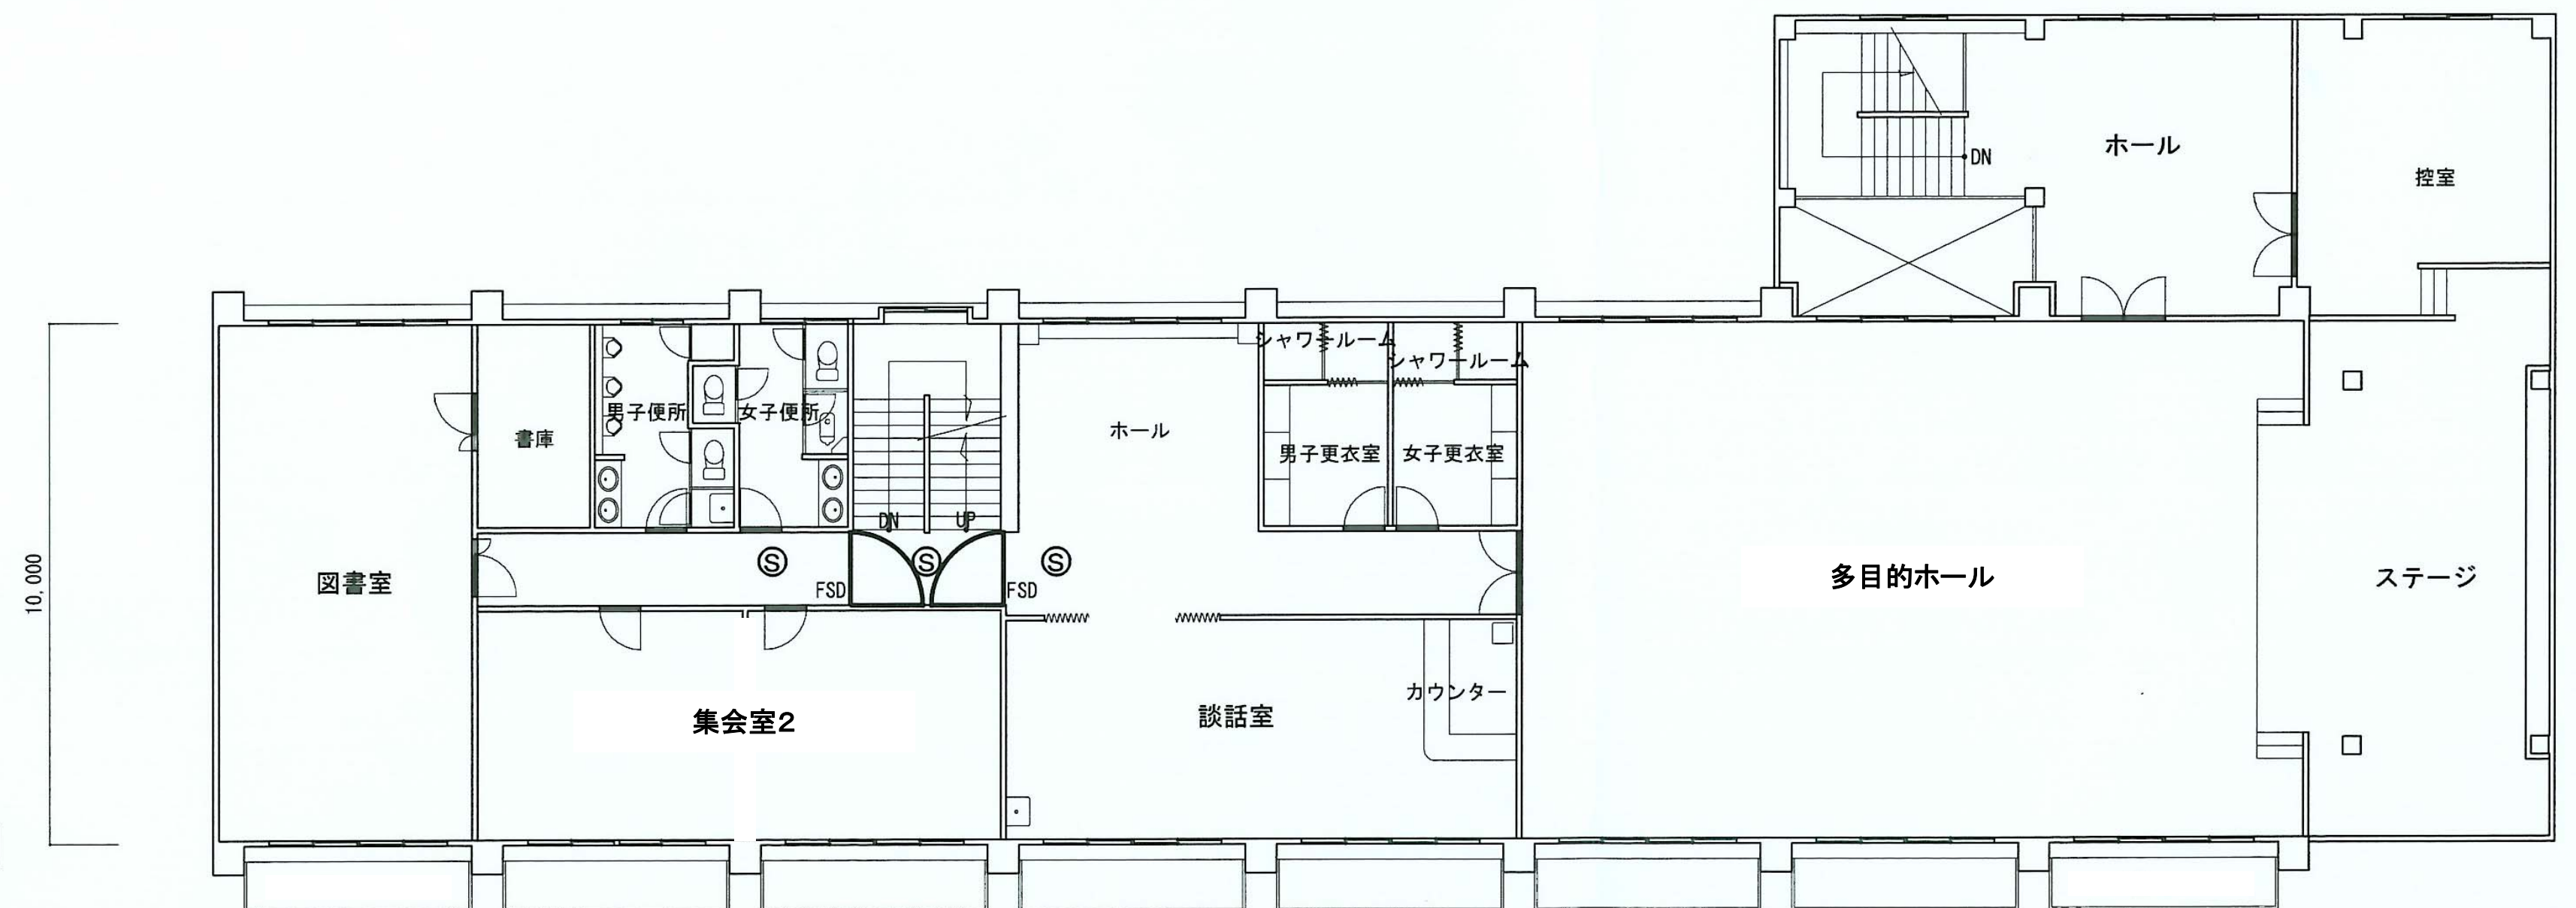 DN
ホール
控室
シャワールーム
シャワールーム
男子便所
女子便所
書庫
ホール
男子更衣室
女子更衣室
DN
UP
S
S
S
FSD
FSD
10,000
図書室
多目的ホール
ステージ
集会室2
談話室
カウンター